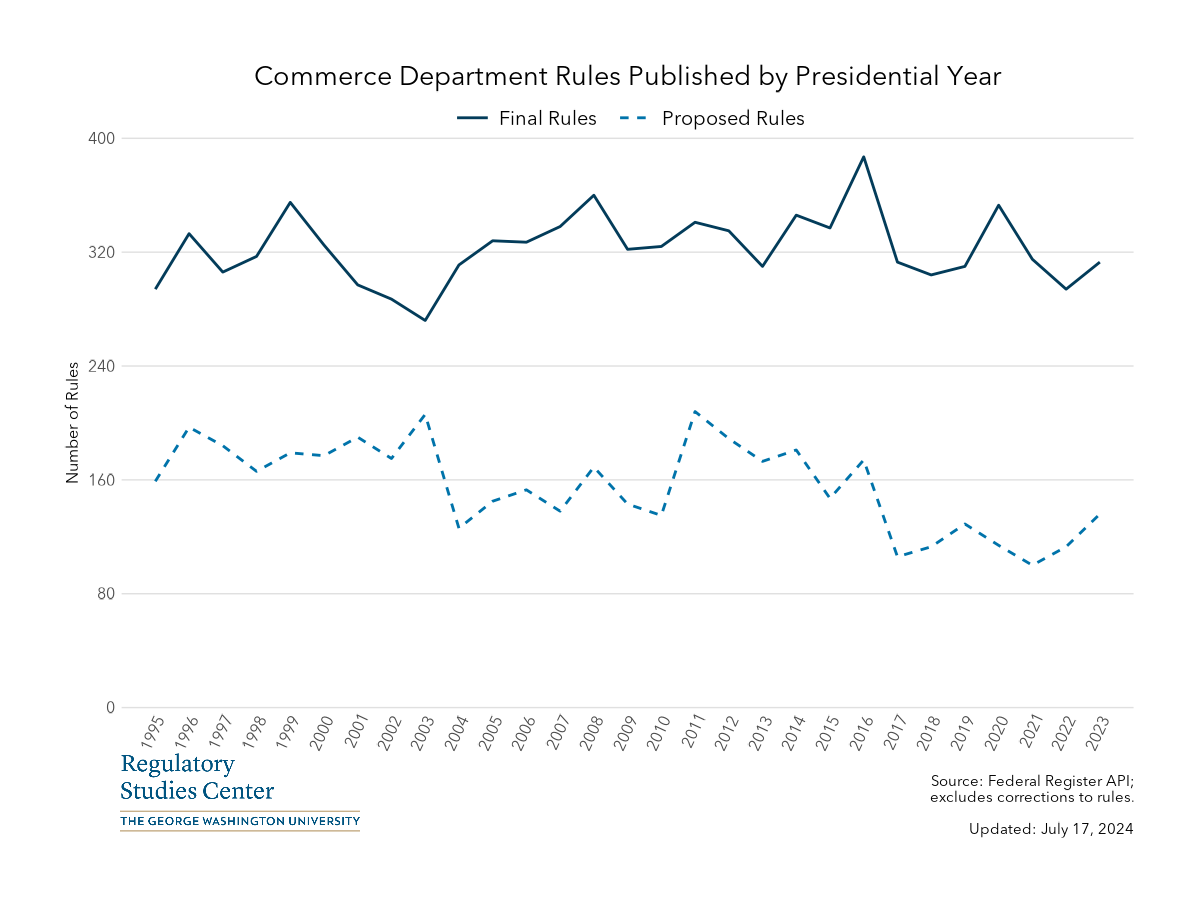 Commerce Department Rules Published by Presidential Year
Final Rules Proposed Rules
400
320
240
160
80
0
Number of Rules
1995 1996 1997 1998 1999 2000 2001 2002 2003 2004 2005 2006 2007 2008 2009 2010 2011 2012 2013 2014 2015 2016 2017 2018 2019 2020 2021 2022 2023
Regulatory
Studies Center
THE GEORGE WASHINGTON UNIVERSITY
Source: Federal Register API;
excludes corrections to rules.
Updated: July 17, 2024